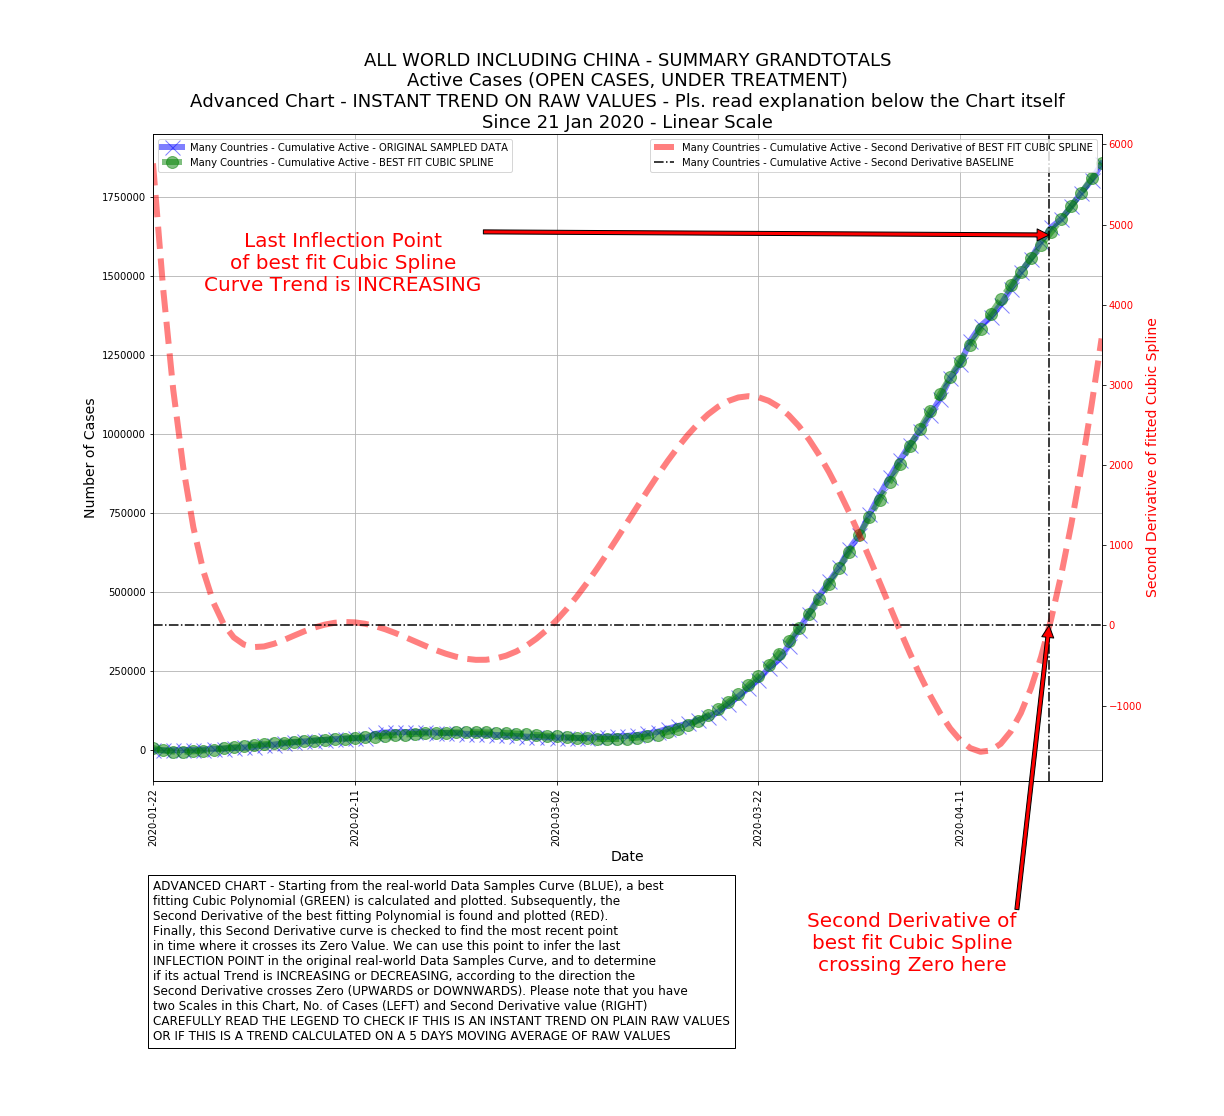 ALL WORLD INCLUDING CHINA - SUMMARY GRANDTOTALS
Active Cases (OPEN CASES, UNDER TREATMENT)
Advanced Chart - INSTANT TREND ON RAW VALUES - Pls. read explanation below the Chart itself
Since 21 Jan 2020 - Linear Scale
Many Countries - Cumulative Active - ORIGINAL SAMPLED DATA
Many Countries - Cumulative Active - BEST FIT CUBIC SPLINE
Many Countries - Cumulative Active - Second Derivative of BEST FIT CUBIC SPLINE
Many Countries - Cumulative Active - Second Derivative BASELINE
Last Inflection Point
of best fit Cubic Spline
Curve Trend is INCREASING
Number of Cases
1750000
1500000
1250000
1000000
750000
500000
250000
0
6000
5000
4000
3000
2000
1000
0
−1000
Second Derivative of fitted Cubic Spline
2020-01-22
2020-02-11
2020-03-02
2020-03-22
2020-04-11
Date
ADVANCED CHART - Starting from the real-world Data Samples Curve (BLUE), a best
fitting Cubic Polynomial (GREEN) is calculated and plotted. Subsequently, the
Second Derivative of the best fitting Polynomial is found and plotted (RED).
Finally, this Second Derivative curve is checked to find the most recent point
in time where it crosses its Zero Value. We can use this point to infer the last
INFLECTION POINT in the original real-world Data Samples Curve, and to determine
if its actual Trend is INCREASING or DECREASING, according to the direction the
Second Derivative crosses Zero (UPWARDS or DOWNWARDS). Please note that you have
two Scales in this Chart, No. of Cases (LEFT) and Second Derivative value (RIGHT)
CAREFULLY READ THE LEGEND TO CHECK IF THIS IS AN INSTANT TREND ON PLAIN RAW VALUES
OR IF THIS IS A TREND CALCULATED ON A 5 DAYS MOVING AVERAGE OF RAW VALUES
Second Derivative of
best fit Cubic Spline
crossing Zero here